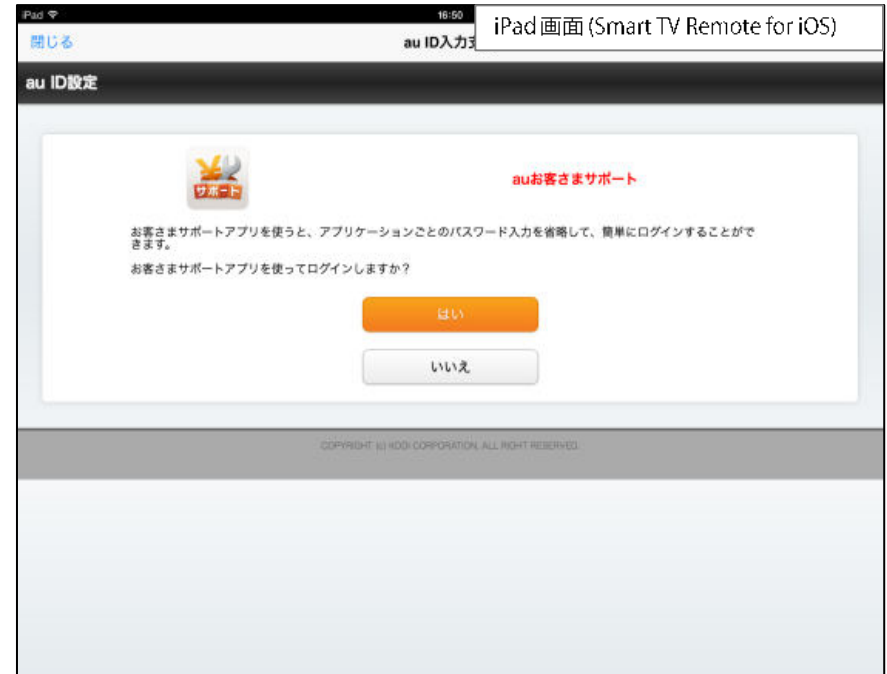 iPad 16:50
iPad 画面 (Smart TV Remote for iOS)
閉じる
au ID入力
au ID設定
サポート
auお客さまサポート
お客さまサポートアプリを使うと、アプリケーションごとのパスワード入力を省略して、簡単にログインすることがで
きます。
お客さまサポートアプリを使ってログインしますか？
はい
いいえ
COPYRIGHT (c) KDDI CORPORATION, ALL RIGHT RESERVED.